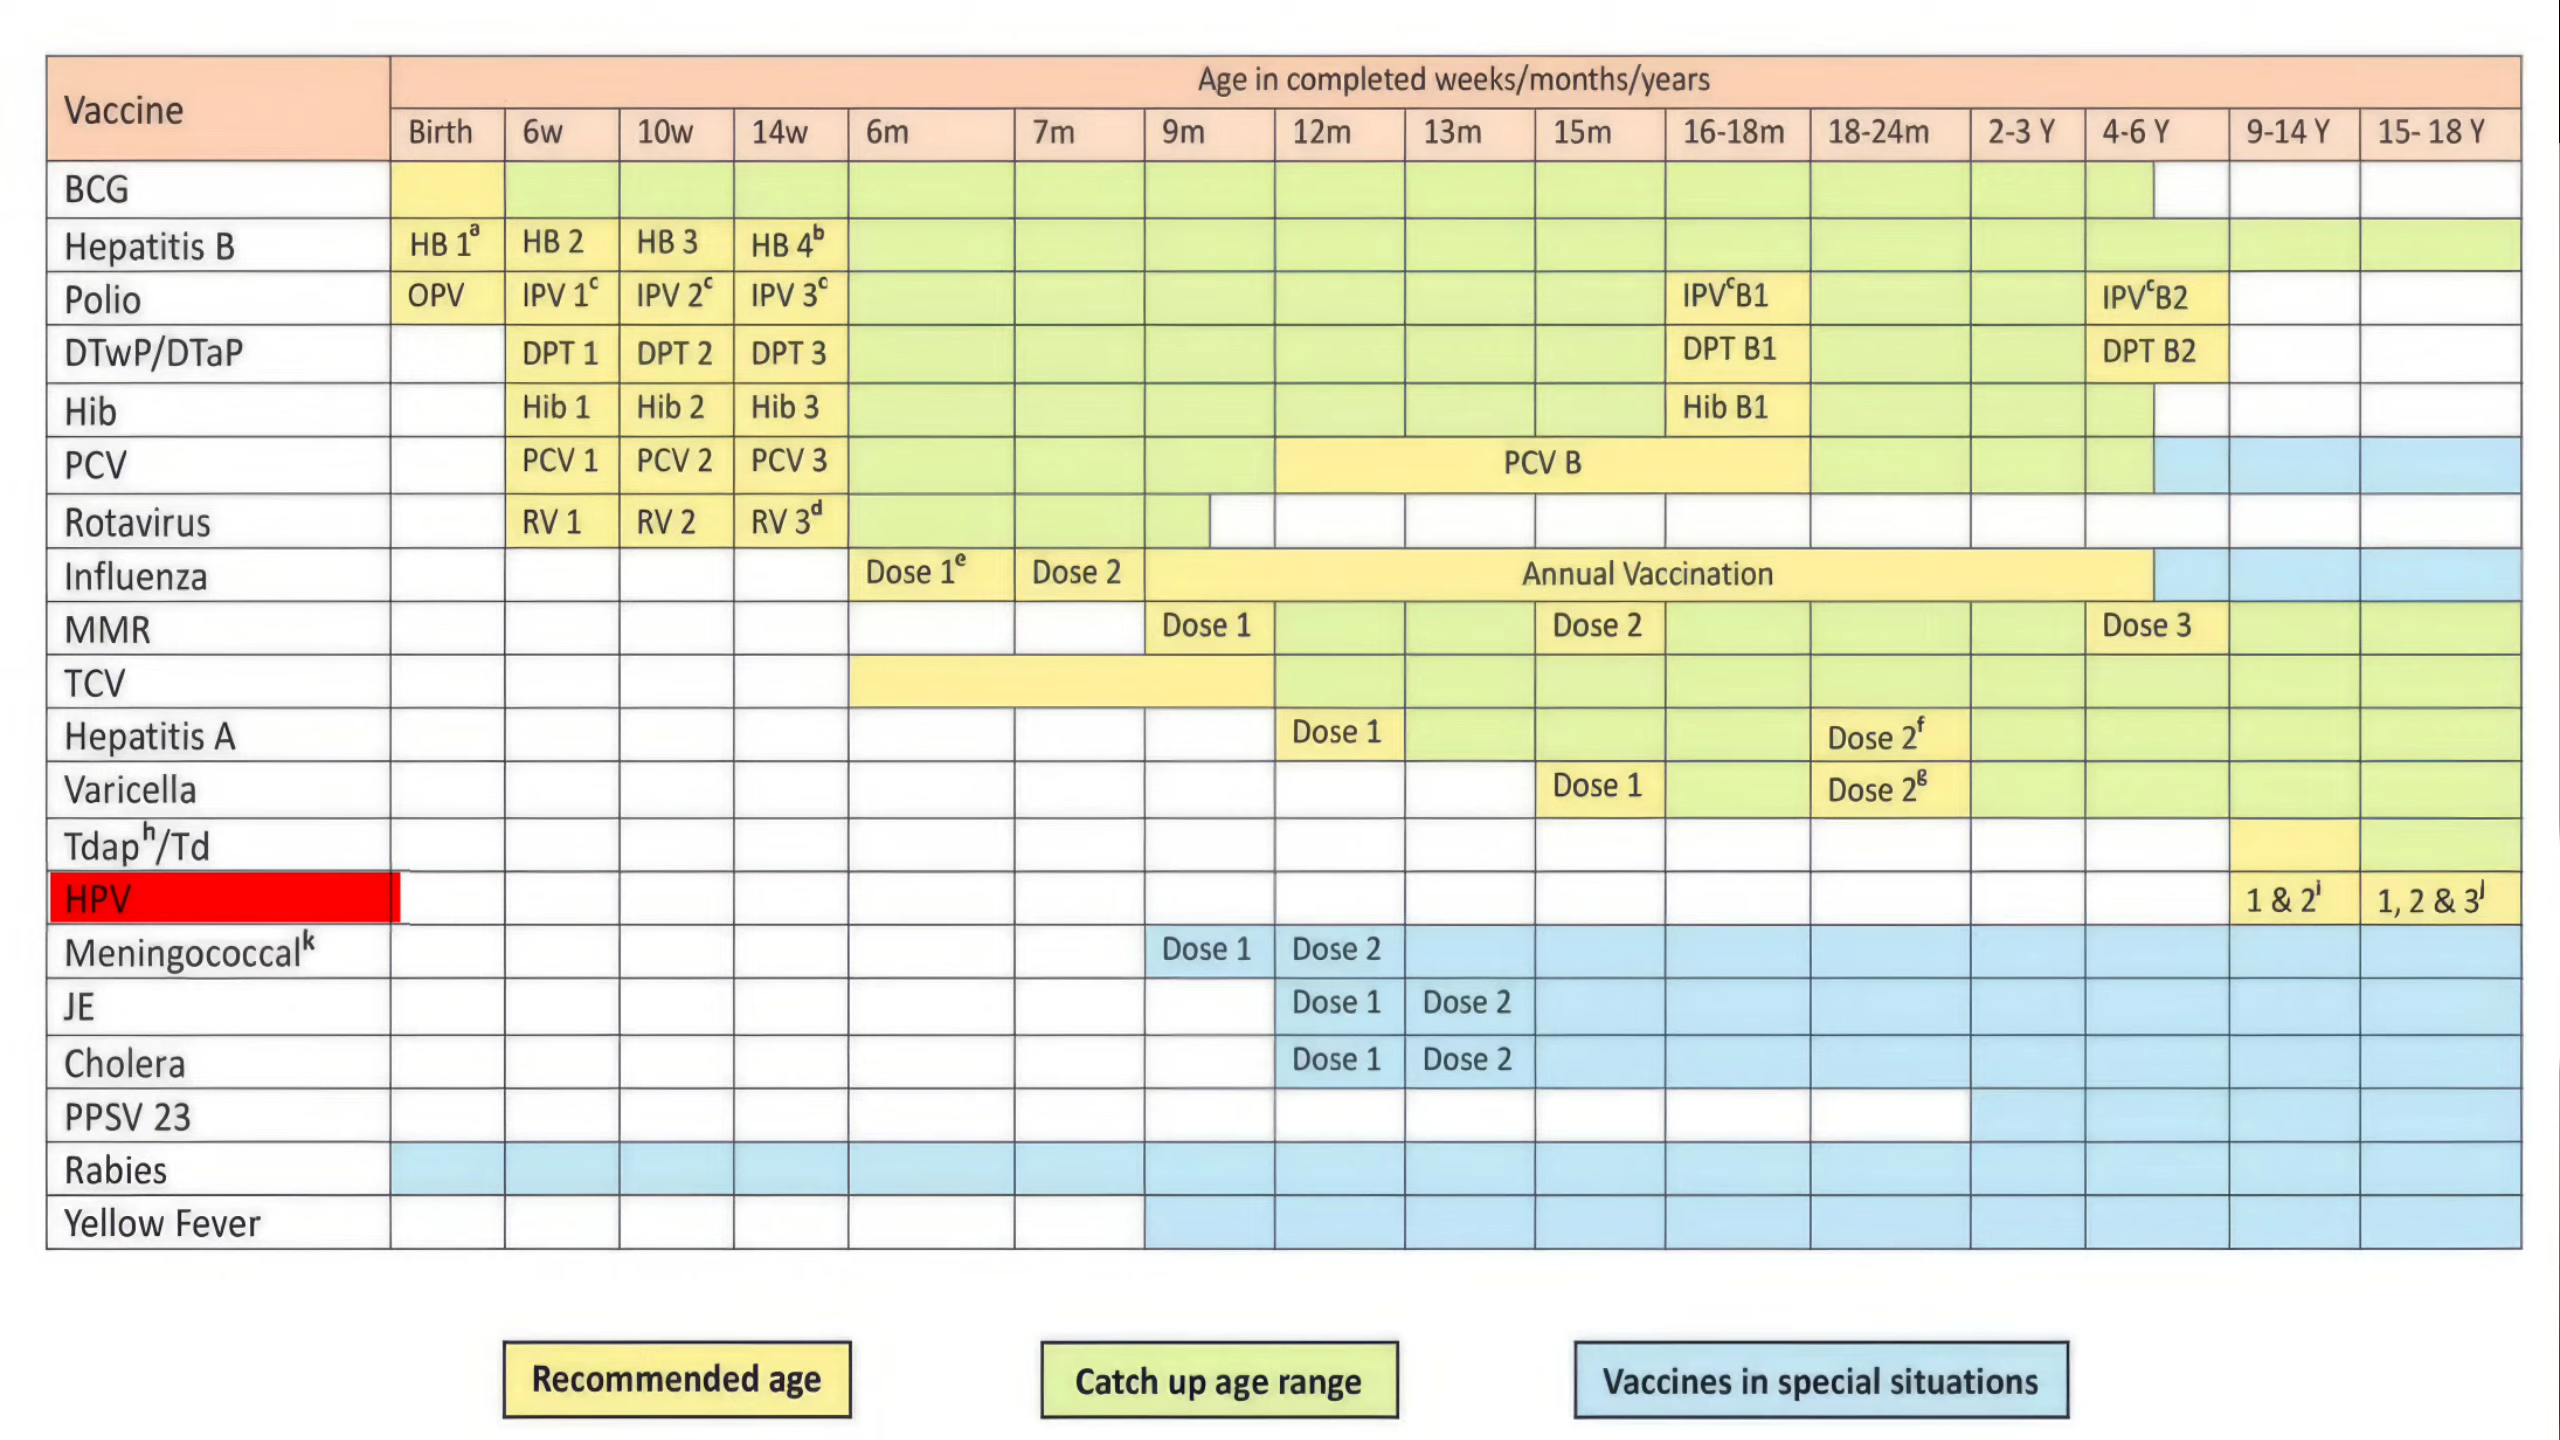 Vaccine
Age in completed weeks/months/years
Birth 6w 10w 14w 6m 7m 9m 12m 13m 15m 16-18m 18-24m 2-3 Y 4-6 Y 9-14 Y 15- 18 Y
BCG
Hepatitis B HB 1ᵃ HB 2 HB 3 HB 4ᵇ
Polio OPV IPV 1ᶜ IPV 2ᶜ IPV 3ᶜ IPVᶜB1 IPVᶜB2
DTwP/DTaP DPT 1 DPT 2 DPT 3 DPT B1 DPT B2
Hib Hib 1 Hib 2 Hib 3 Hib B1
PCV PCV 1 PCV 2 PCV 3 PCV B
Rotavirus RV 1 RV 2 RV 3ᵈ
Influenza Dose 1ᵉ Dose 2 Annual Vaccination
MMR Dose 1 Dose 2 Dose 3
TCV
Hepatitis A Dose 1 Dose 2ᶠ
Varicella Dose 1 Dose 2ᵍ
Tdapʰ/Td
HPV 1 & 2ⁱ 1, 2 & 3ʲ
Meningococcalᵏ Dose 1 Dose 2
JE Dose 1 Dose 2
Cholera Dose 1 Dose 2
PPSV 23
Rabies
Yellow Fever
Recommended age Catch up age range Vaccines in special situations